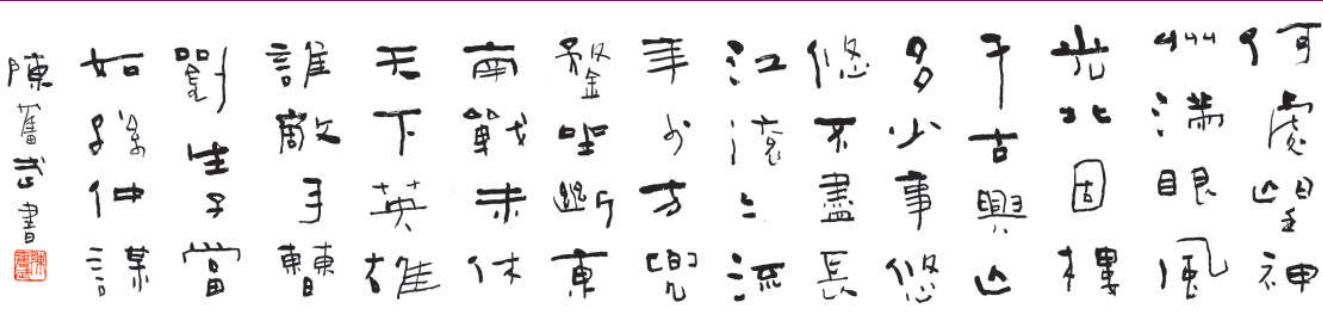 何處望神
州滿眼風
光北固樓
千古興亡
多少事悠
悠不盡長
江滾〻流
年少万兜
鍪坐斷東
南戰未休
天下英雄
誰敵手曹
劉生子當
如孫仲謀
陳奮武書